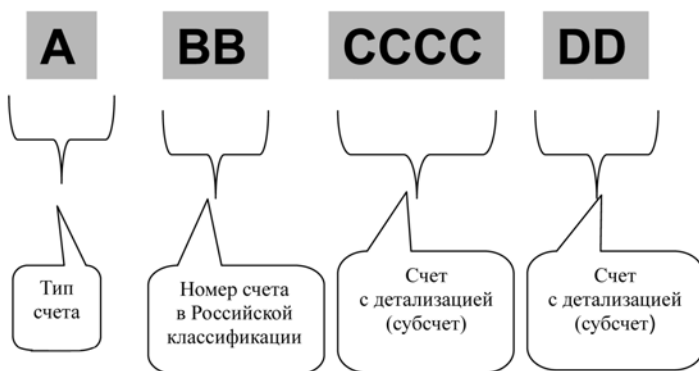 A BB CCCC DD
Тип
счета
Номер счета
в Российской
классификации
Счет
с детализацией
(субсчет)
Счет
с детализацией
(субсчет)